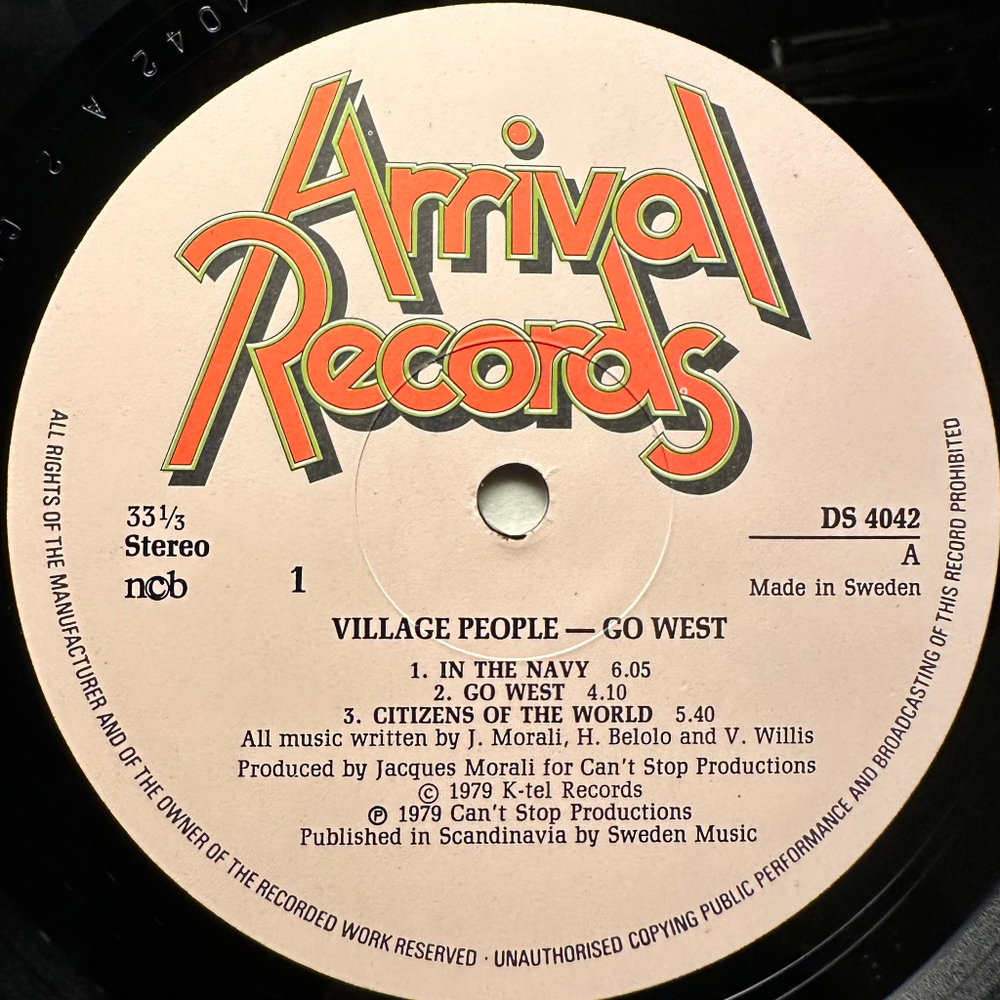 4042 A
Arrival
Records
33 1/3
Stereo
ncb
1
DS 4042
A
Made in Sweden
VILLAGE PEOPLE — GO WEST
1. IN THE NAVY 6.05
2. GO WEST 4.10
3. CITIZENS OF THE WORLD 5.40
All music written by J. Morali, H. Belolo and V. Willis
Produced by Jacques Morali for Can't Stop Productions
© 1979 K-tel Records
℗ 1979 Can't Stop Productions
Published in Scandinavia by Sweden Music
ALL RIGHTS OF THE MANUFACTURER AND OF THE OWNER OF THE RECORDED WORK RESERVED · UNAUTHORISED COPYING PUBLIC PERFORMANCE AND BROADCASTING OF THIS RECORD PROHIBITED